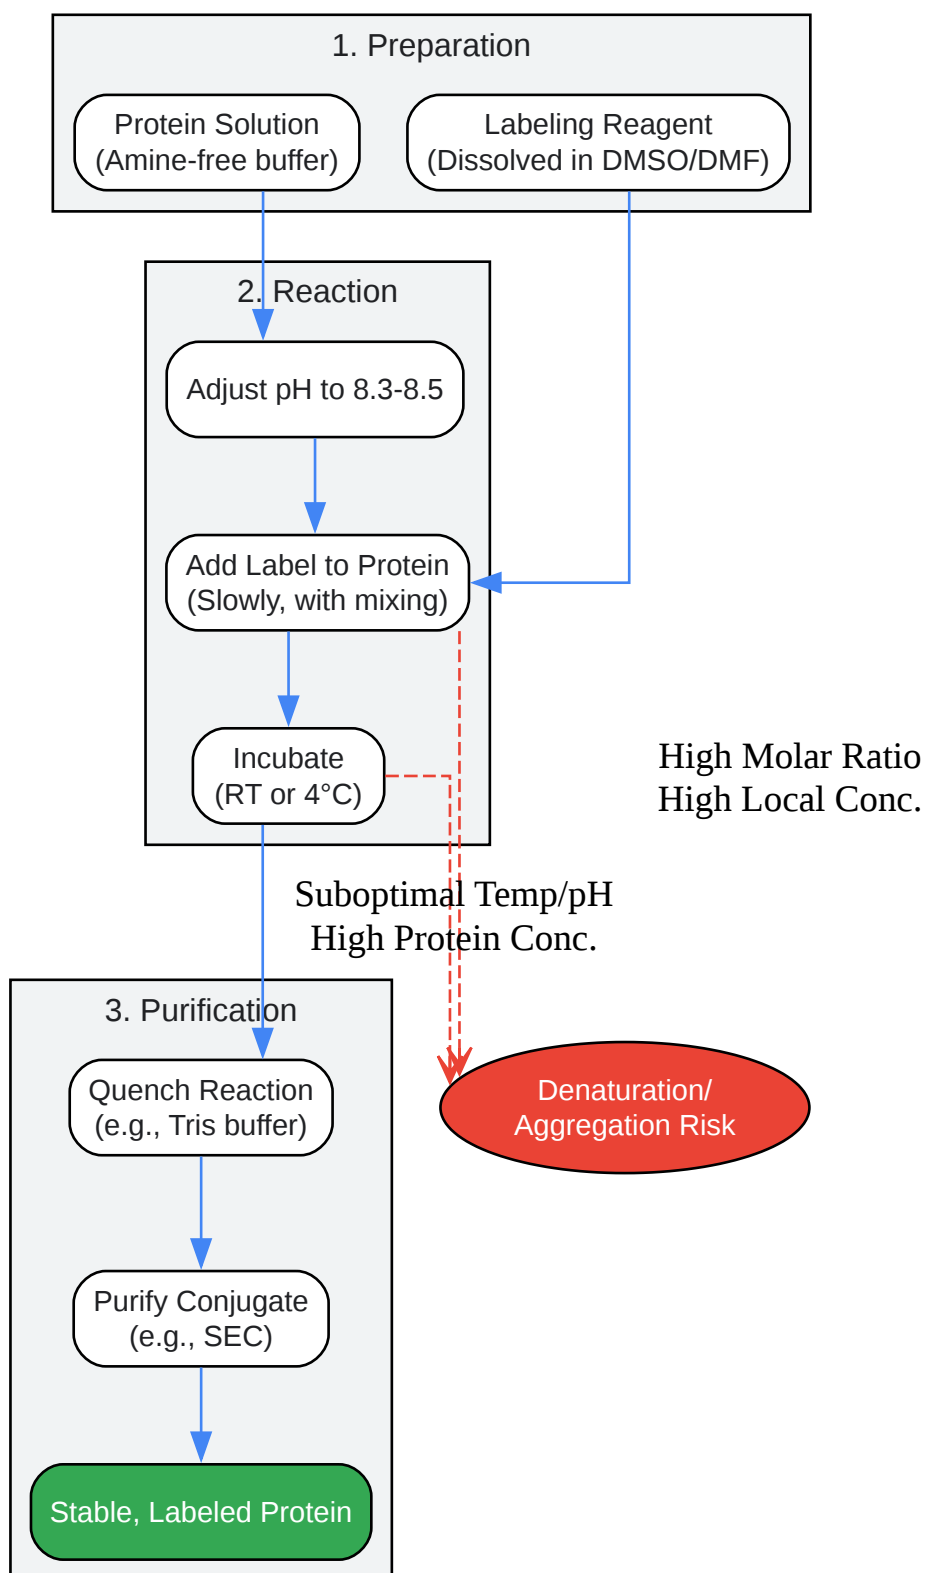 1. Preparation
Protein Solution
(Amine-free buffer)
Labeling Reagent
(Dissolved in DMSO/DMF)
2. Reaction
Adjust pH to 8.3-8.5
Add Label to Protein
(Slowly, with mixing)
Incubate
(RT or 4°C)
High Molar Ratio
High Local Conc.
Suboptimal Temp/pH
High Protein Conc.
3. Purification
Quench Reaction
(e.g., Tris buffer)
Denaturation/
Aggregation Risk
Purify Conjugate
(e.g., SEC)
Stable, Labeled Protein